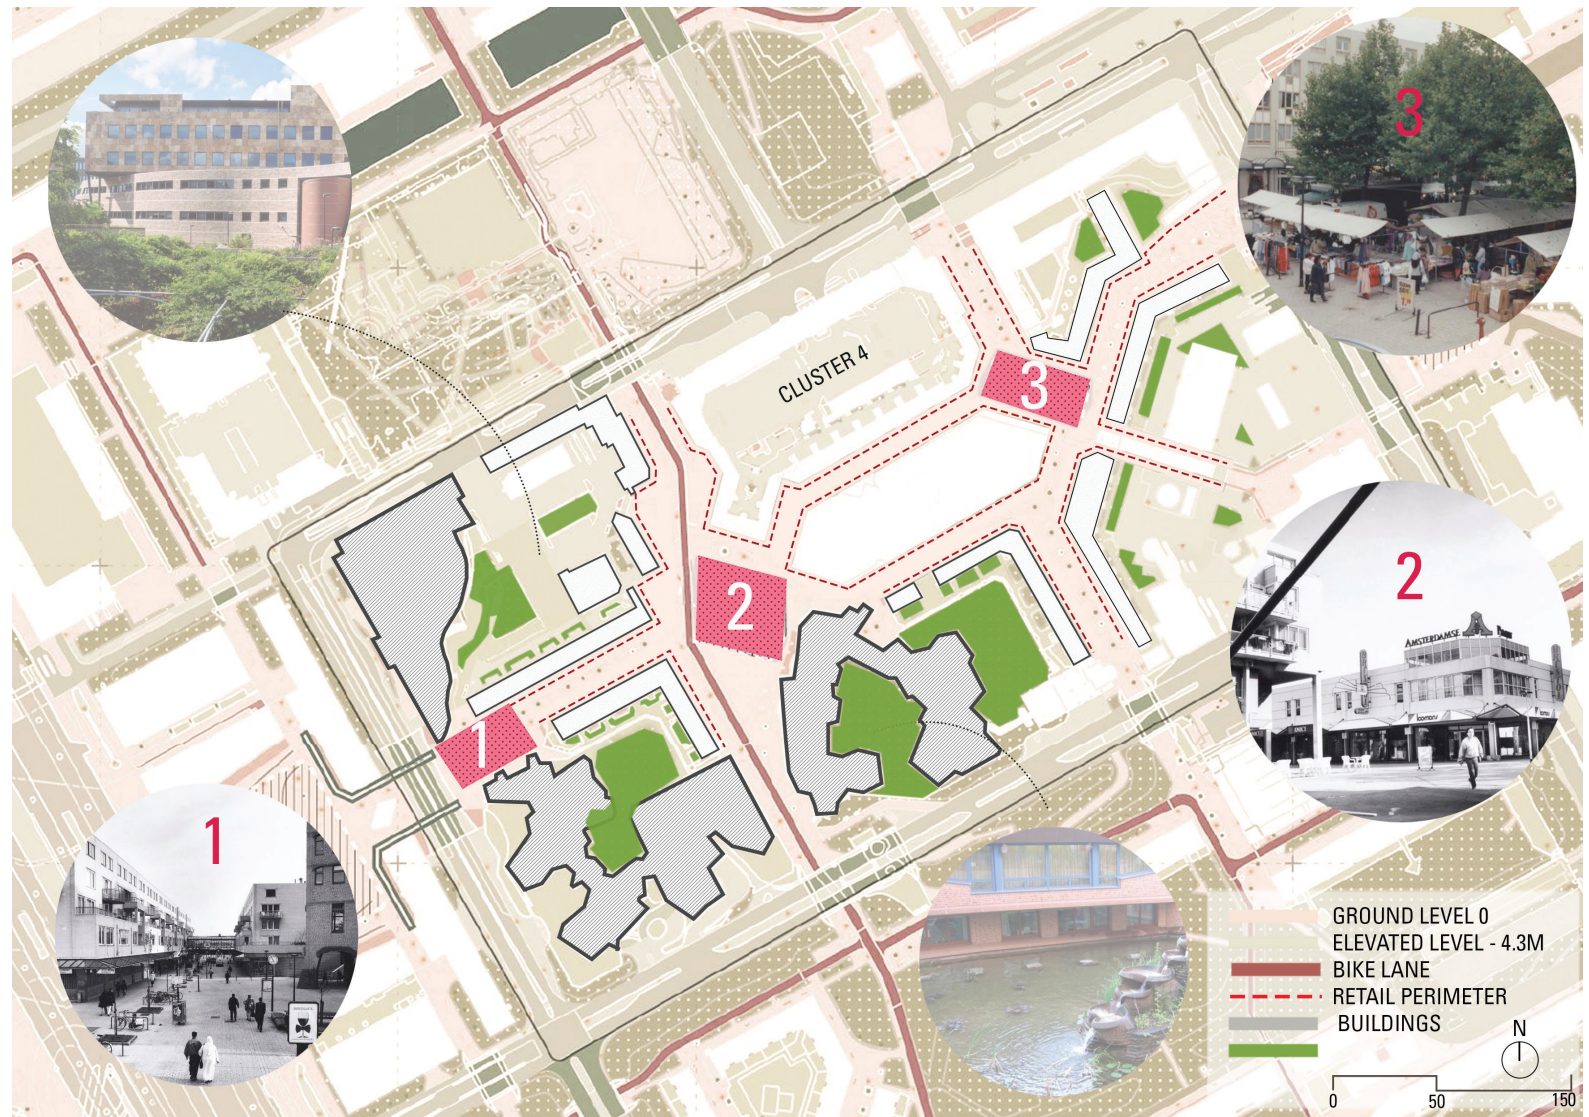 3
CLUSTER 4
3
2
2
AMSTERDAMSE
1
1
GROUND LEVEL 0
ELEVATED LEVEL - 4.3M
BIKE LANE
RETAIL PERIMETER
BUILDINGS
N
0 50 150